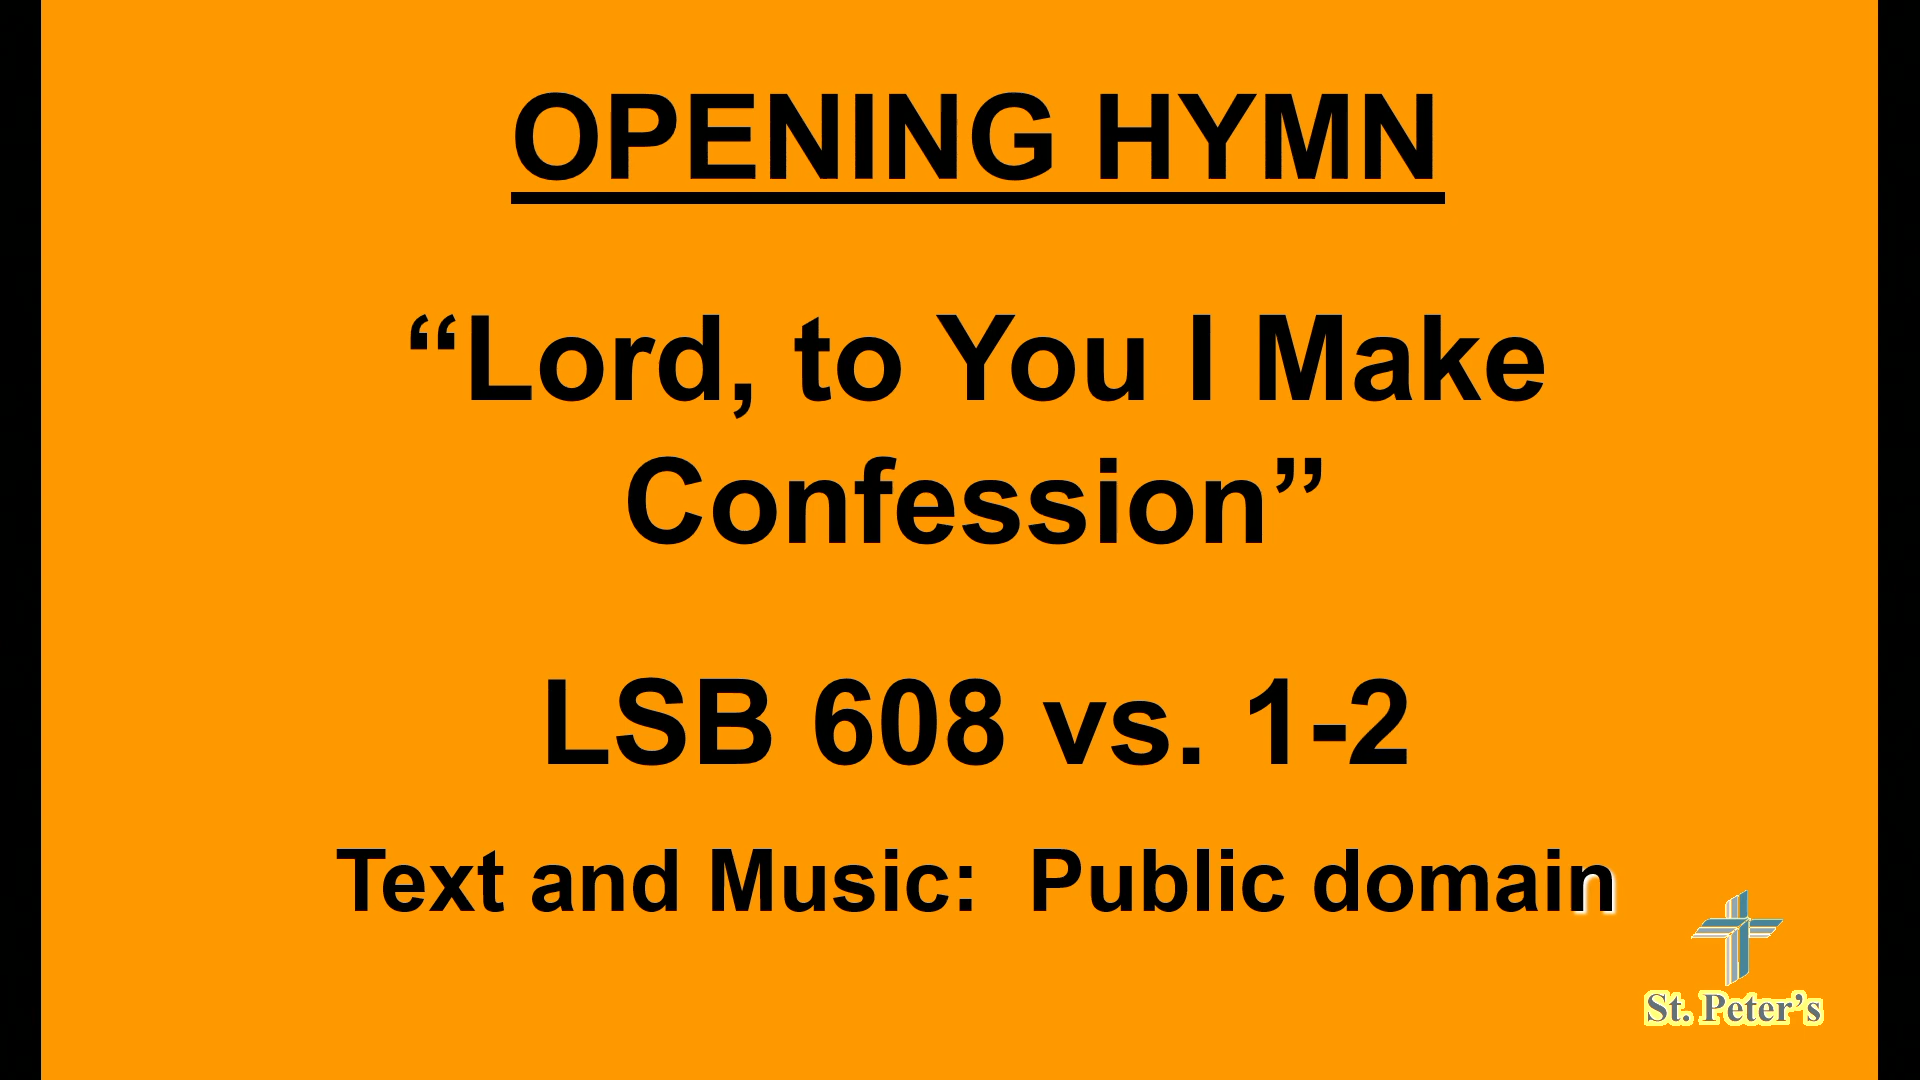 OPENING HYMN
“Lord, to You I Make
Confession”
LSB 608 vs. 1-2
Text and Music:  Public domain
St. Peter’s